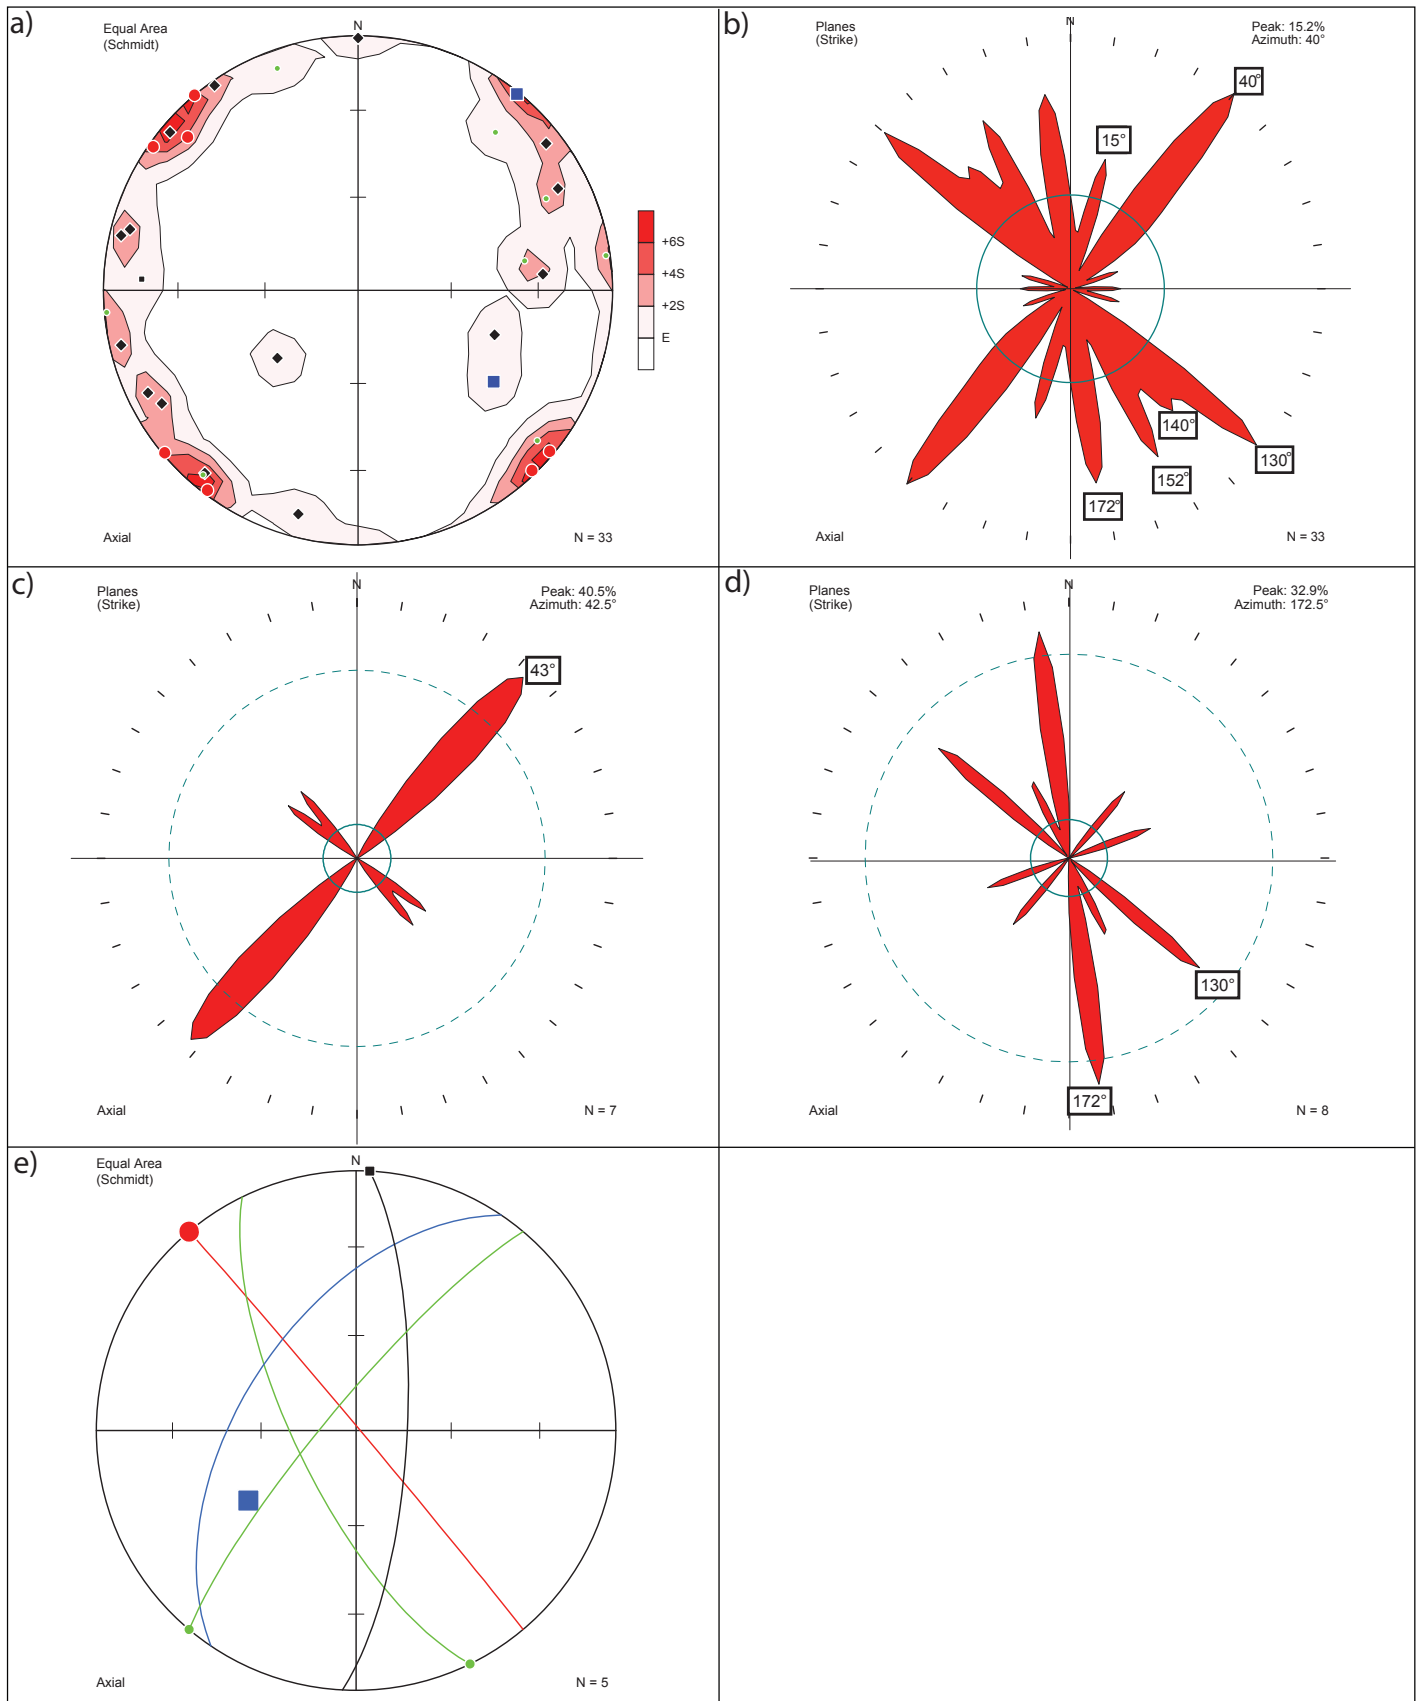 a)
Equal Area
(Schmidt)
N
+6S
+4S
+2S
E
Axial
N = 33
b)
Planes
(Strike)
N
Peak: 15.2%
Azimuth: 40°
40°
15°
140°
130°
152°
172°
Axial
N = 33
c)
Planes
(Strike)
N
Peak: 40.5%
Azimuth: 42.5°
43°
Axial
N = 7
d)
Planes
(Strike)
N
Peak: 32.9%
Azimuth: 172.5°
130°
172°
Axial
N = 8
e)
Equal Area
(Schmidt)
N
Axial
N = 5